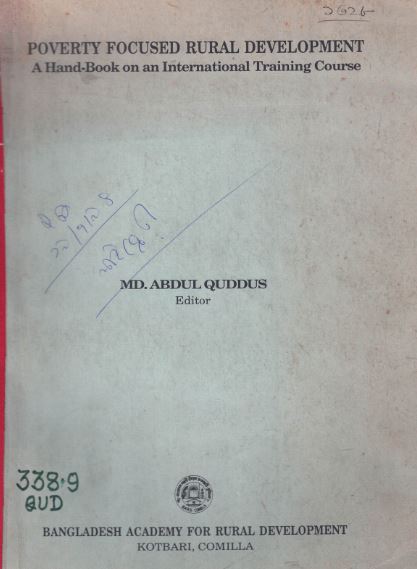 POVERTY FOCUSED RURAL DEVELOPMENT
A Hand-Book on an International Training Course
MD. ABDUL QUDDUS
Editor
338.9
QUD
BANGLADESH ACADEMY FOR RURAL DEVELOPMENT
KOTBARI, COMILLA